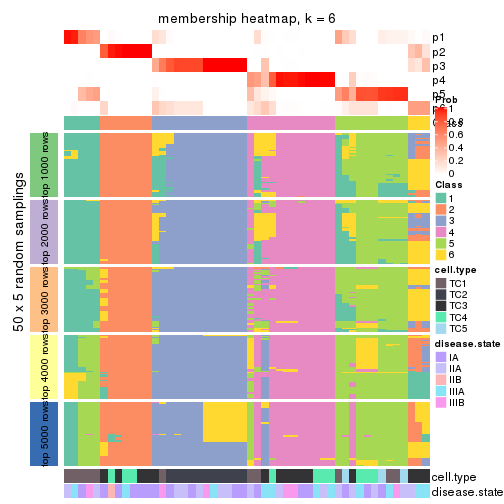 membership heatmap, k = 6
p1
p2
p3
p4
p5
Prob
1
0.8
0.6
0.4
0.2
0
Class
1
2
3
4
5
6
cell.type
TC1
TC2
TC3
TC4
TC5
disease.state
IA
IIA
IIB
IIIA
IIIB
50 x 5 random samplings
top 1000 rows
top 2000 rows
top 3000 rows
top 4000 rows
top 5000 rows
cell.type
disease.state